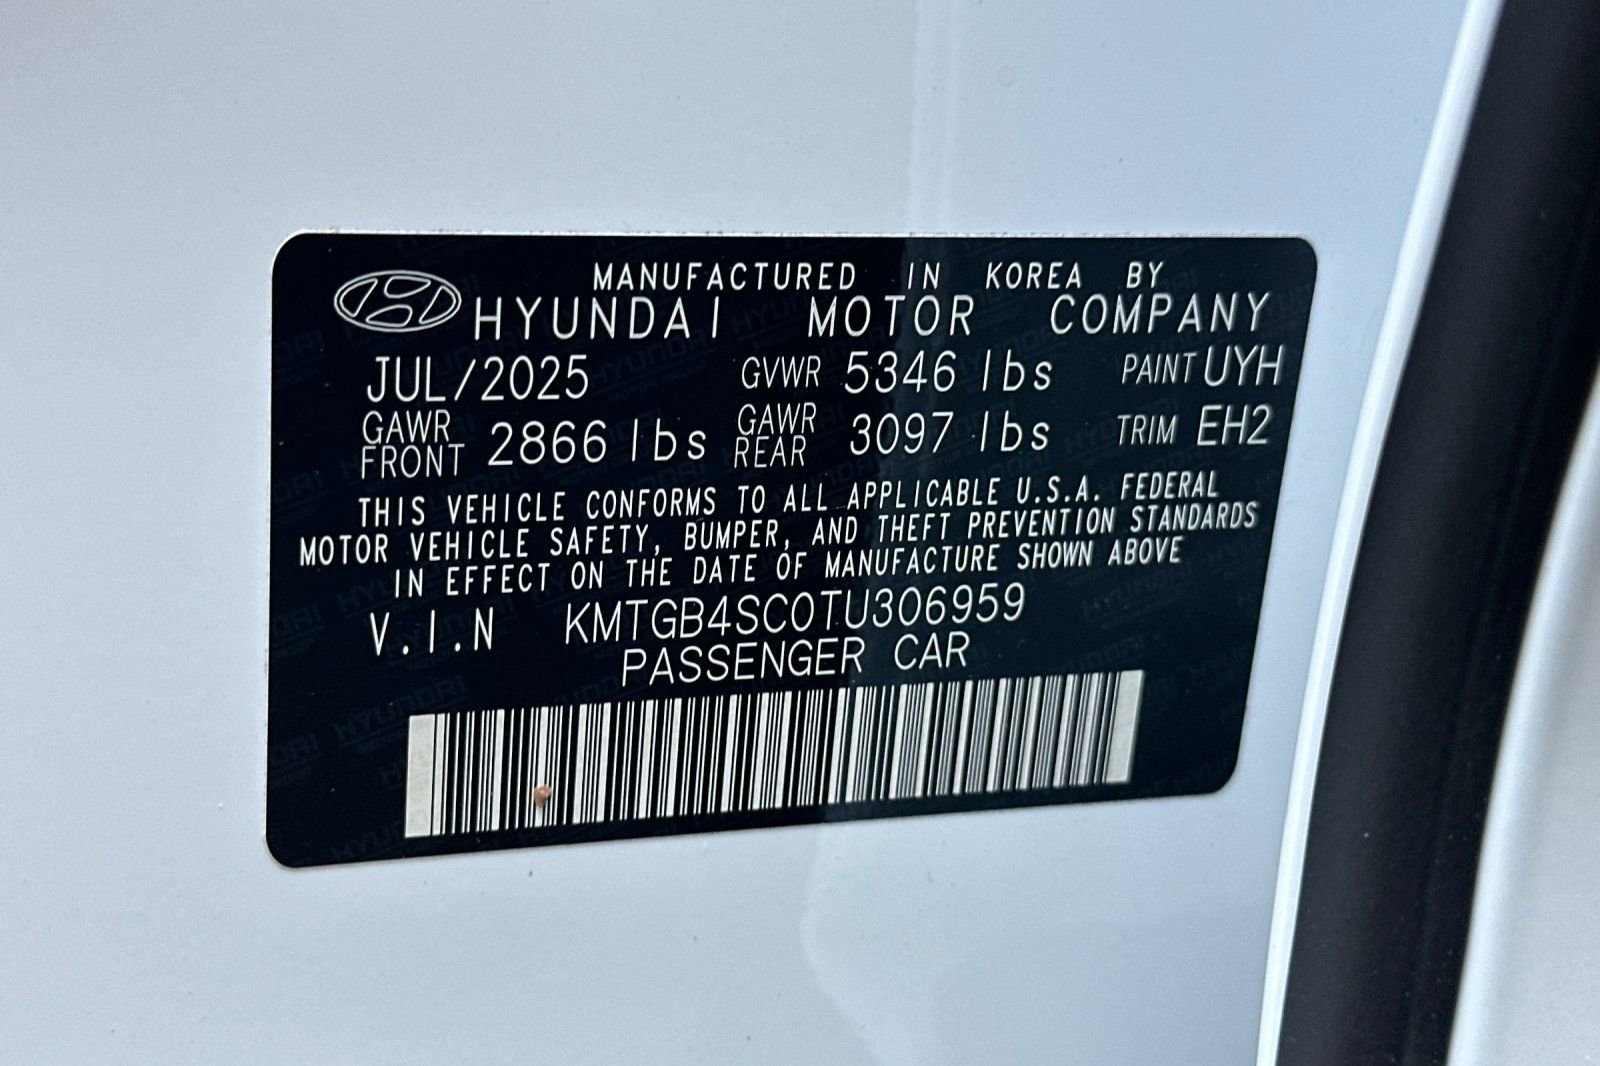 MANUFACTURED IN KOREA BY
HYUNDAI MOTOR COMPANY
JUL/2025 GVWR 5346 lbs PAINT UYH
GAWR FRONT 2866 lbs GAWR REAR 3097 lbs TRIM EH2
THIS VEHICLE CONFORMS TO ALL APPLICABLE U.S.A. FEDERAL
MOTOR VEHICLE SAFETY, BUMPER, AND THEFT PREVENTION STANDARDS
IN EFFECT ON THE DATE OF MANUFACTURE SHOWN ABOVE
V.I.N KMTGB4SC0TU306959
PASSENGER CAR